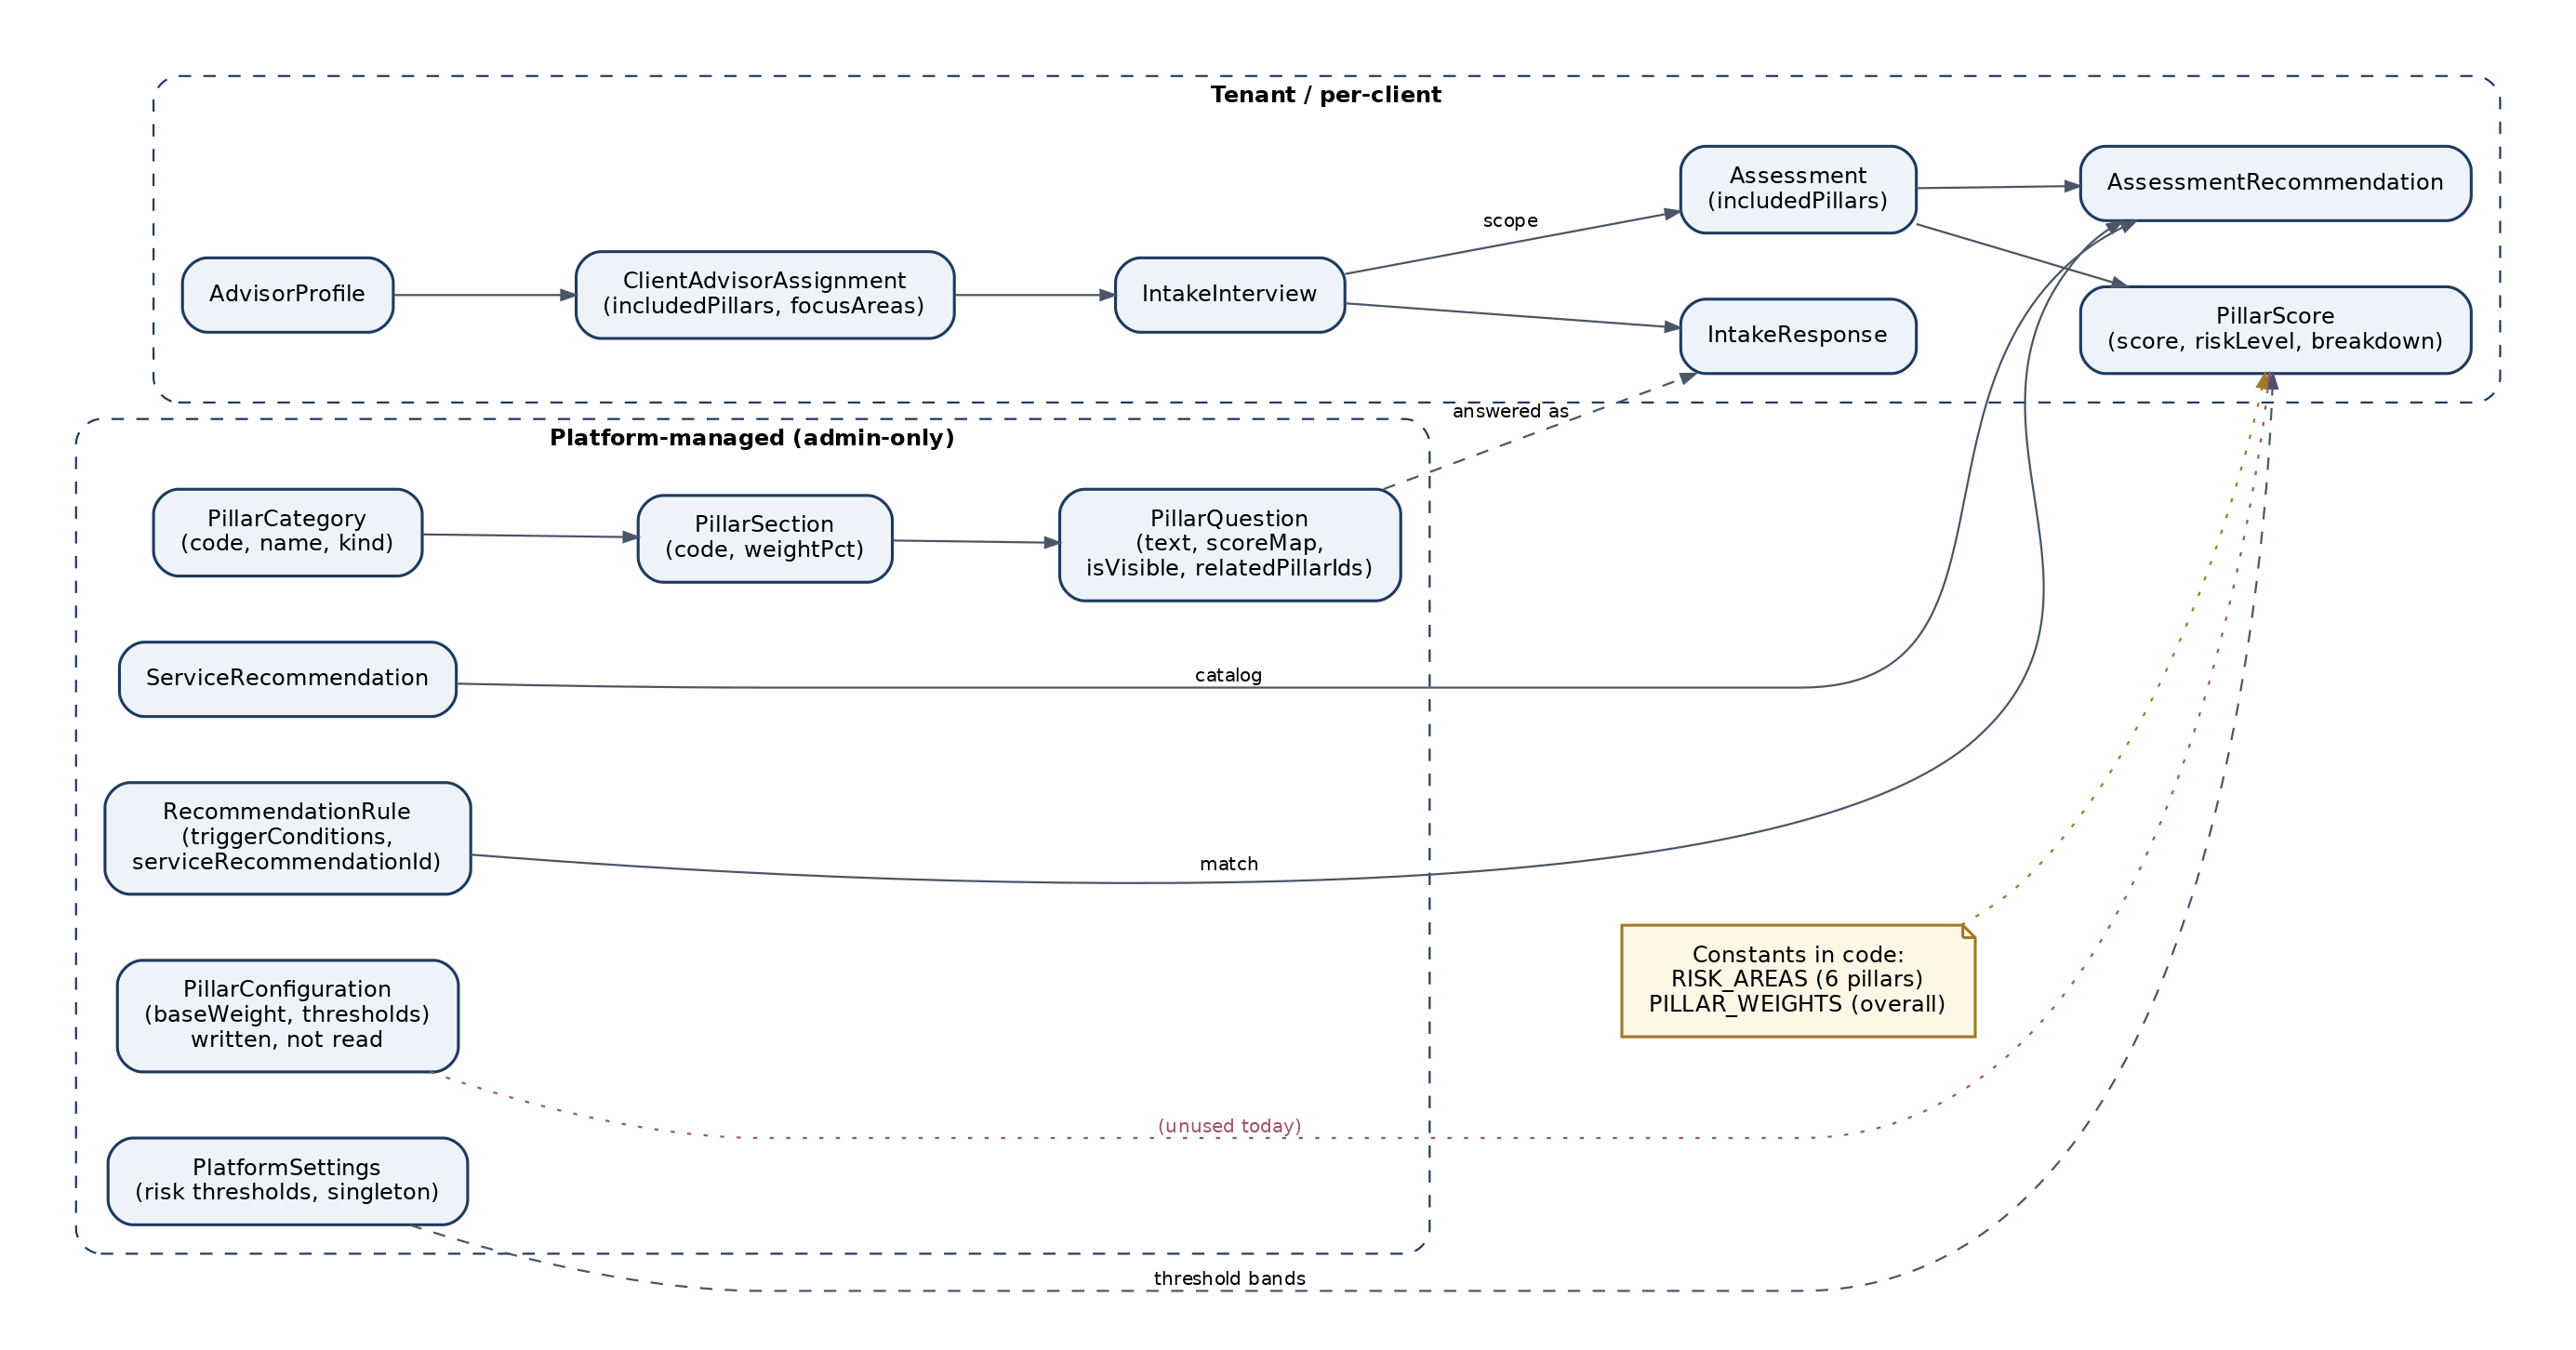 Tenant / per-client
Assessment
(includedPillars)
AssessmentRecommendation
scope
AdvisorProfile
ClientAdvisorAssignment
(includedPillars, focusAreas)
IntakeInterview
IntakeResponse
PillarScore
(score, riskLevel, breakdown)
answered as
Platform-managed (admin-only)
PillarCategory
(code, name, kind)
PillarSection
(code, weightPct)
PillarQuestion
(text, scoreMap,
isVisible, relatedPillarIds)
ServiceRecommendation
catalog
RecommendationRule
(triggerConditions,
serviceRecommendationId)
match
Constants in code:
RISK_AREAS (6 pillars)
PILLAR_WEIGHTS (overall)
PillarConfiguration
(baseWeight, thresholds)
written, not read
(unused today)
PlatformSettings
(risk thresholds, singleton)
threshold bands